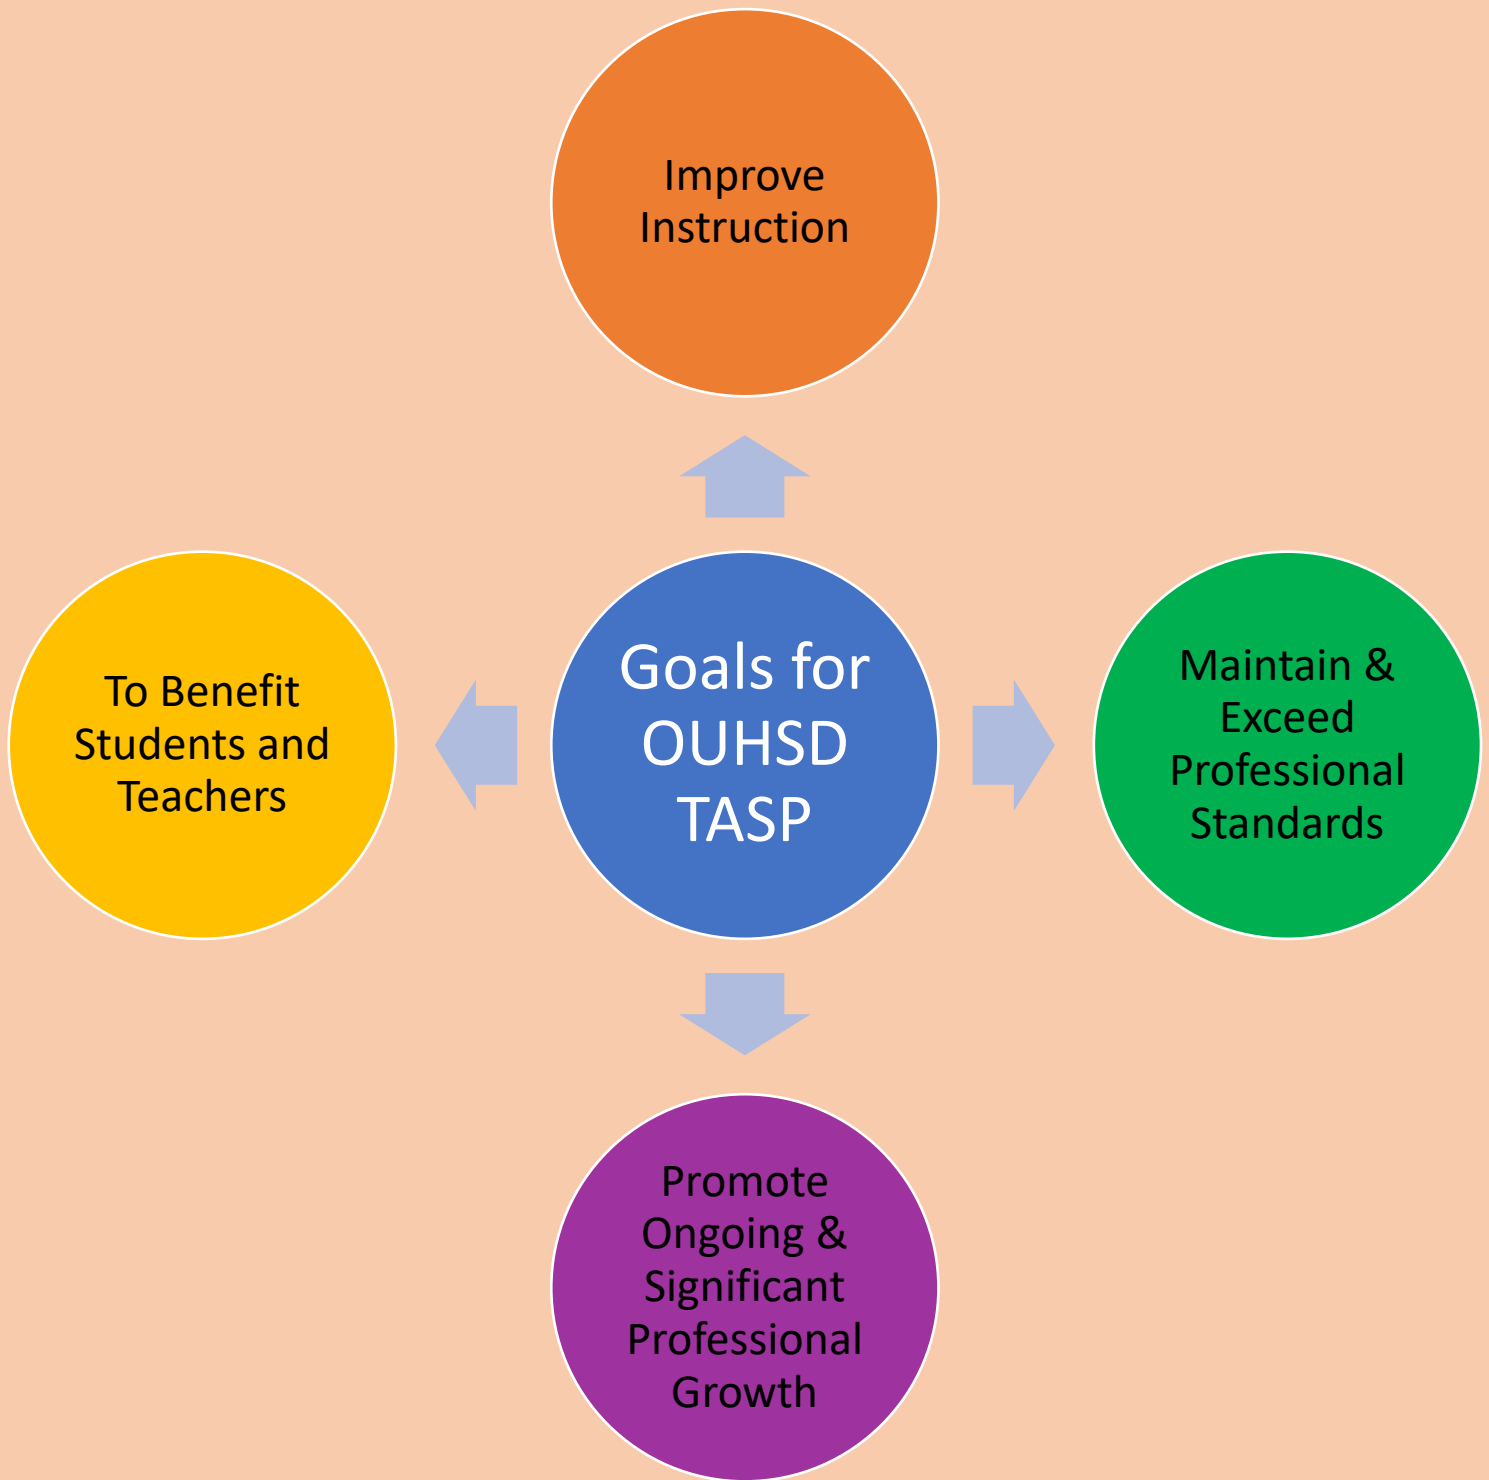 Improve
Instruction
To Benefit
Students and
Teachers
Goals for
OUHSD
TASP
Maintain &
Exceed
Professional
Standards
Promote
Ongoing &
Significant
Professional
Growth